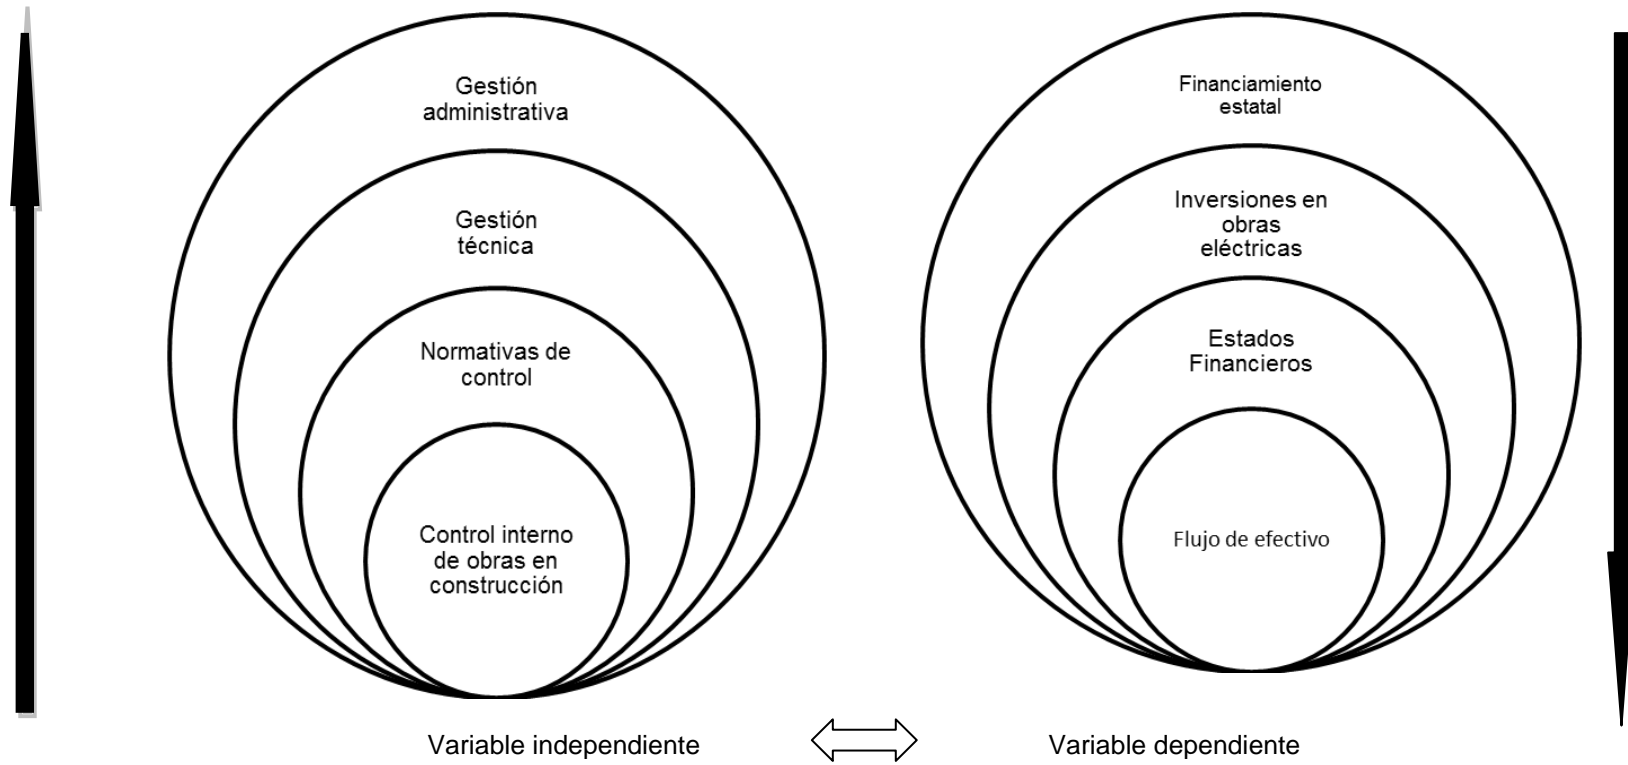 Gestión
administrativa
Gestión
técnica
Normativas de
control
Control interno
de obras en
construcción
Variable independiente
Financiamiento
estatal
Inversiones en
obras
eléctricas
Estados
Financieros
Flujo de efectivo
Variable dependiente